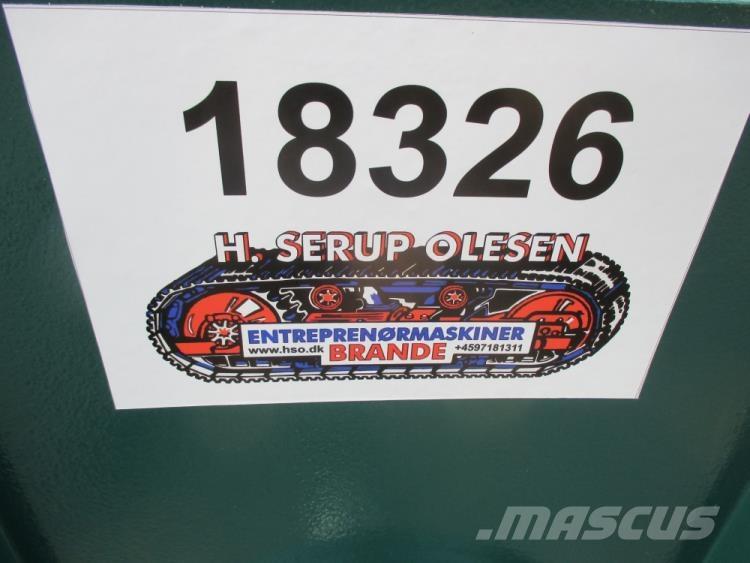 18326
H. SERUP OLESEN
ENTREPRENØRMASKINER
www.hso.dk BRANDE +4597181311
.MASCUS